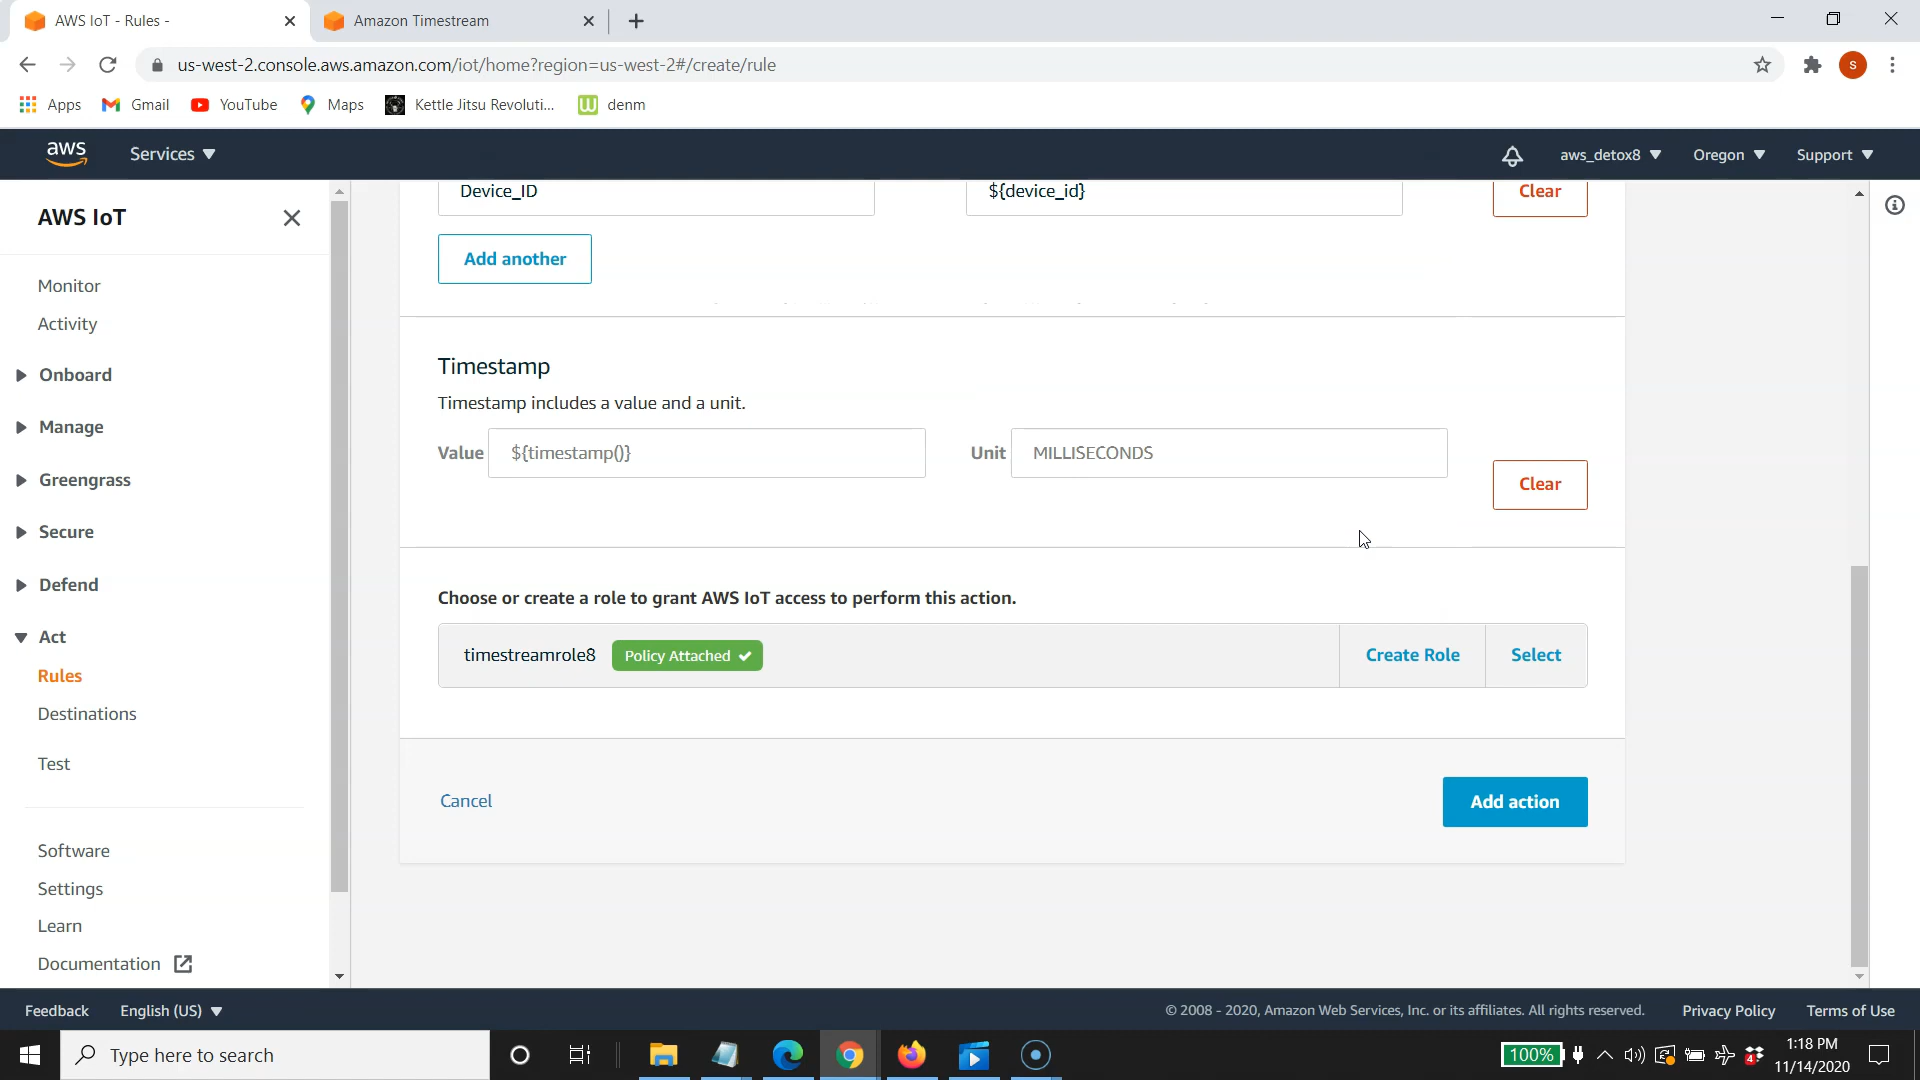 AWS IoT - Rules -
Amazon Timestream
us-west-2.console.aws.amazon.com/iot/home?region=us-west-2#/create/rule
S
Apps
Gmail
YouTube
Maps
Kettle Jitsu Revoluti...
denm
aws
Services
aws_detox8
Oregon
Support
AWS IoT
Monitor
Activity
Onboard
Manage
Greengrass
Secure
Defend
Act
Rules
Destinations
Test
Software
Settings
Learn
Documentation
Device_ID
${device_id}
Clear
Add another
Timestamp
Timestamp includes a value and a unit.
Value
${timestamp()}
Unit
MILLISECONDS
Clear
Choose or create a role to grant AWS IoT access to perform this action.
timestreamrole8
Policy Attached
Create Role
Select
Cancel
Add action
Feedback
English (US)
© 2008 - 2020, Amazon Web Services, Inc. or its affiliates. All rights reserved.
Privacy Policy
Terms of Use
Type here to search
100%
4
1:18 PM
11/14/2020